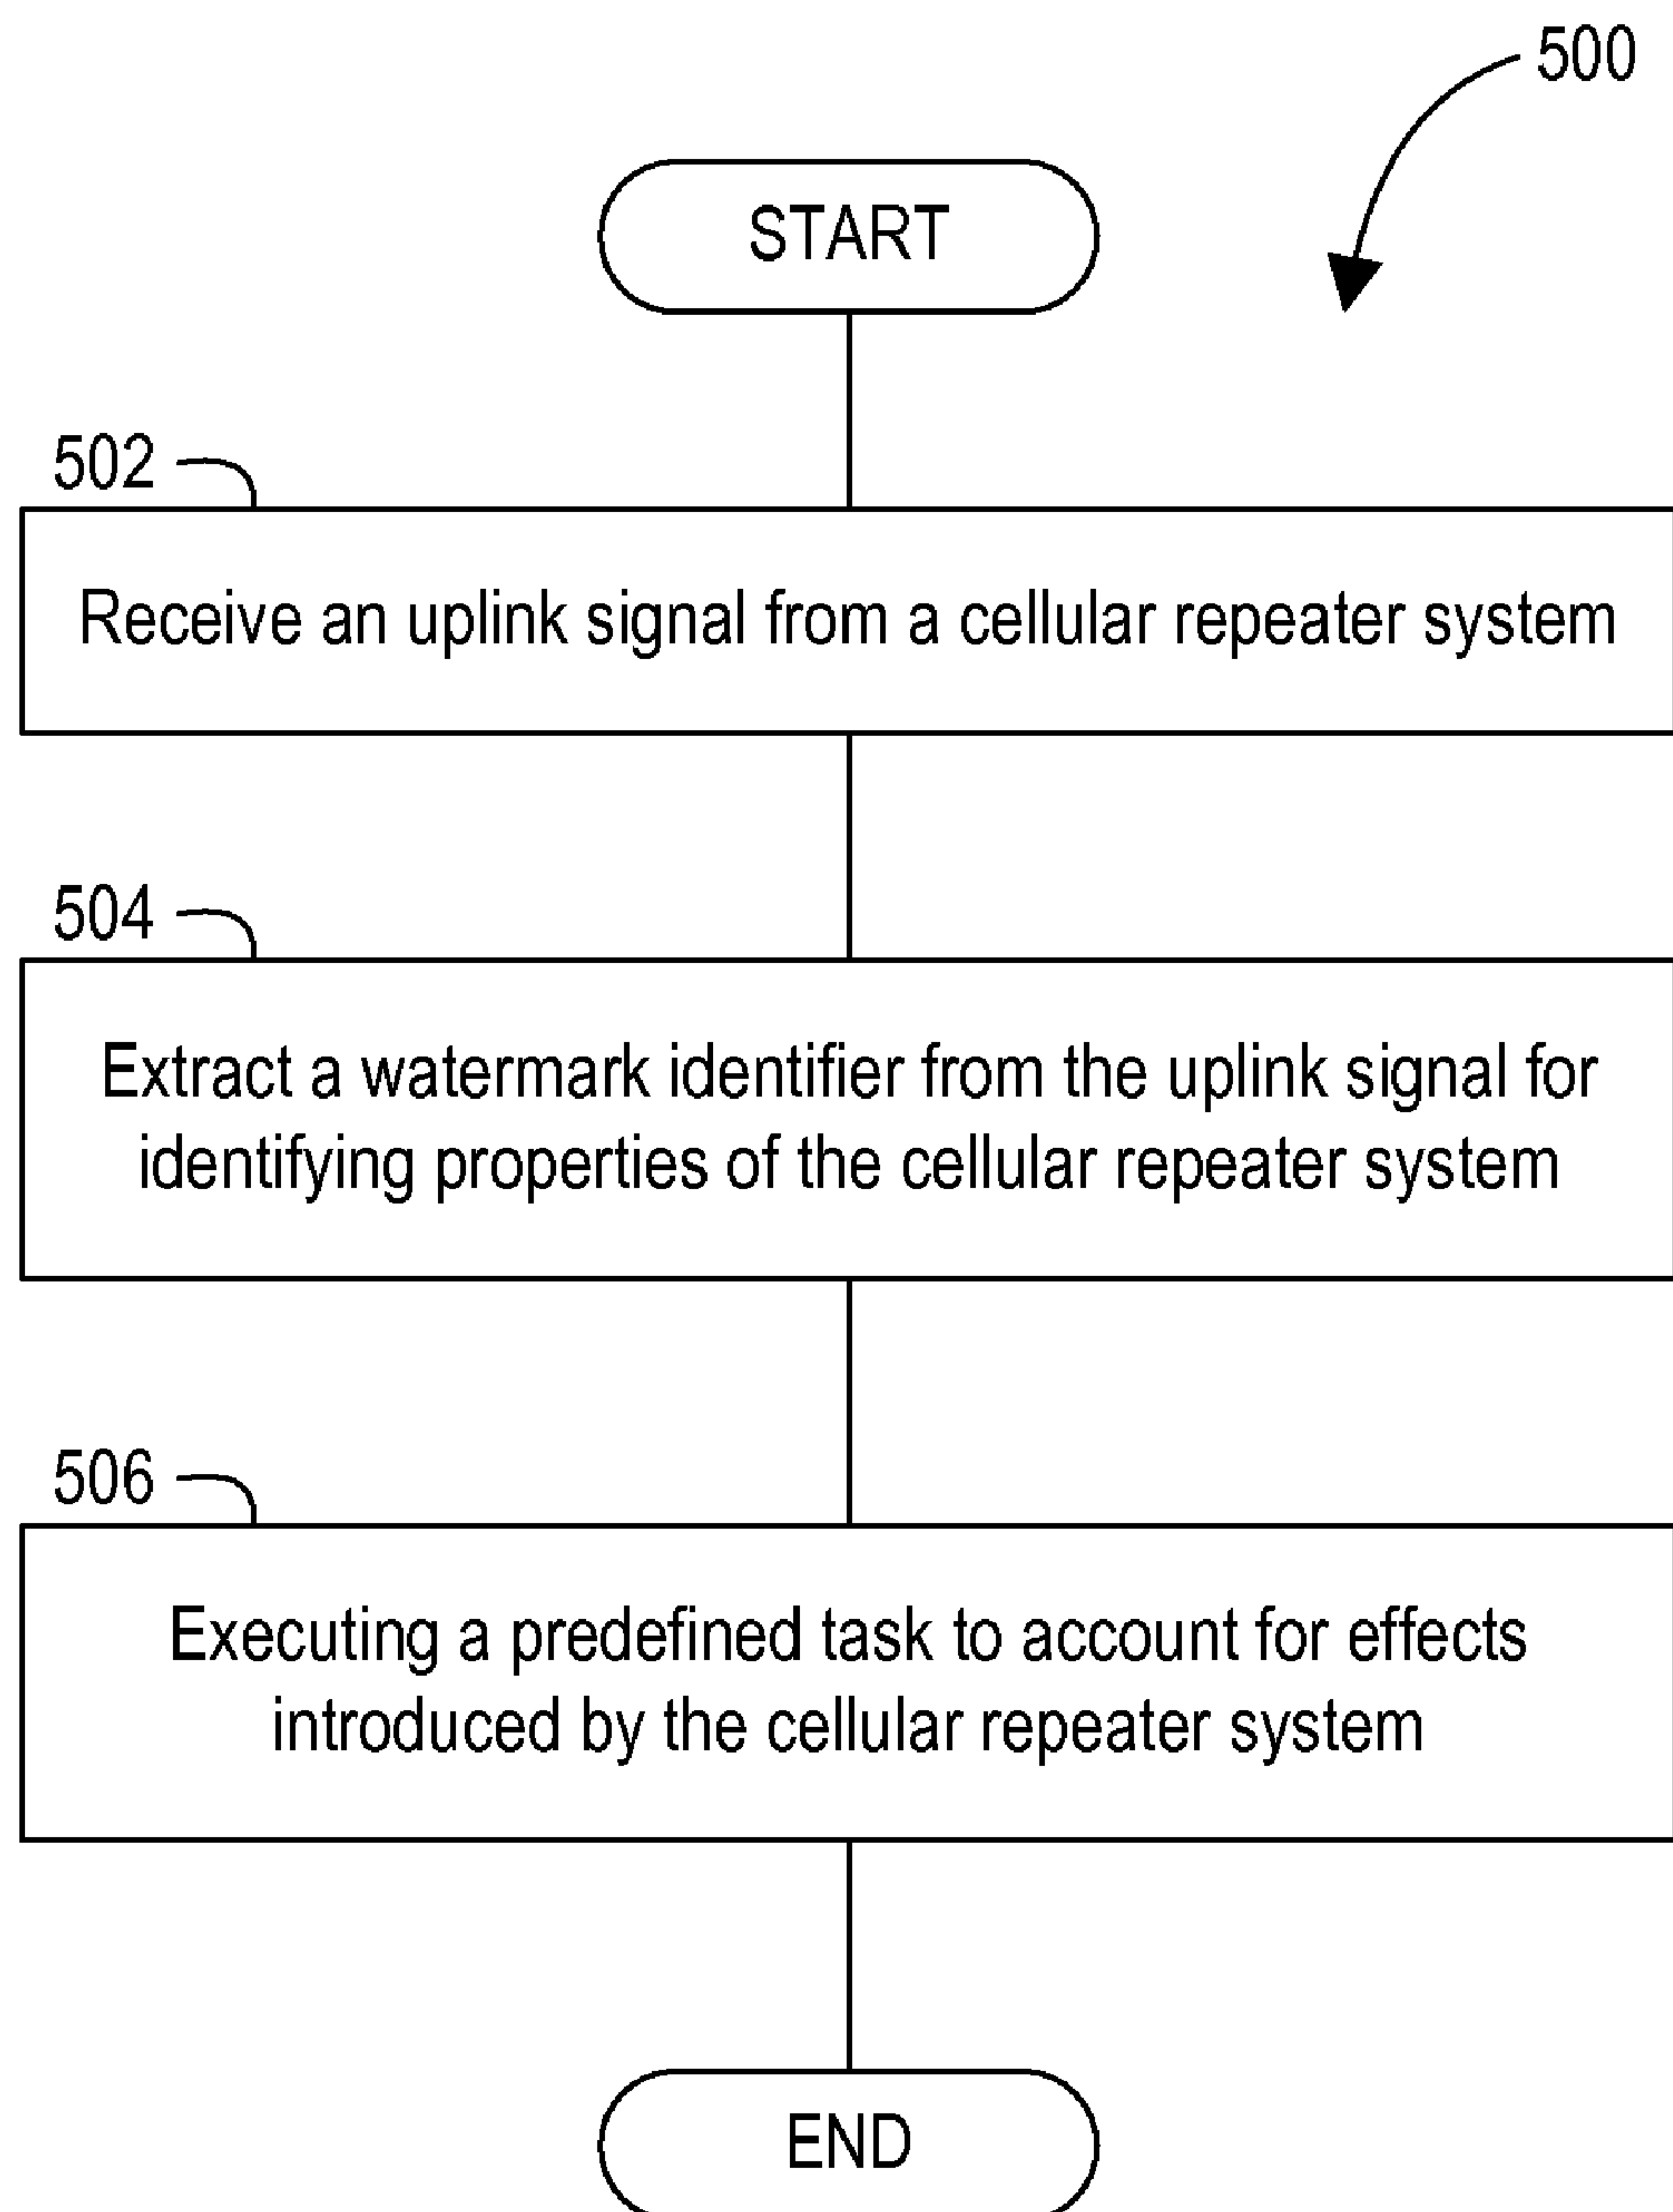 500
START
502
Receive an uplink signal from a cellular repeater system
504
Extract a watermark identifier from the uplink signal for
identifying properties of the cellular repeater system
506
Executing a predefined task to account for effects
introduced by the cellular repeater system
END